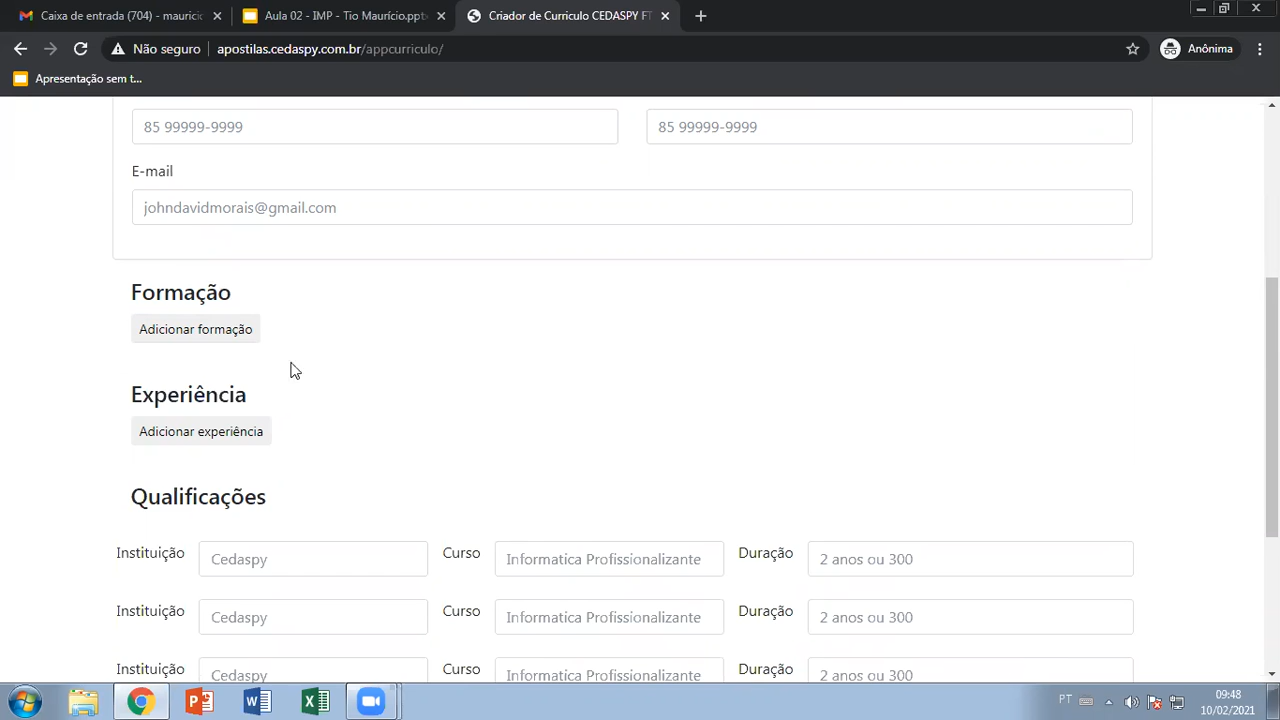 Caixa de entrada (704) - mauricio
Aula 02 - IMP - Tio Maurício.pptx
Criador de Curriculo CEDASPY FT
Não seguro
apostilas.cedaspy.com.br/appcurriculo/
Anônima
Apresentação sem t...
85 99999-9999
85 99999-9999
E-mail
johndavidmorais@gmail.com
Formação
Adicionar formação
Experiência
Adicionar experiência
Qualificações
Instituição Cedaspy Curso Informatica Profissionalizante Duração 2 anos ou 300
Instituição Cedaspy Curso Informatica Profissionalizante Duração 2 anos ou 300
Instituição Cedaspy Curso Informatica Profissionalizante Duração 2 anos ou 300
PT
09:48
10/02/2021